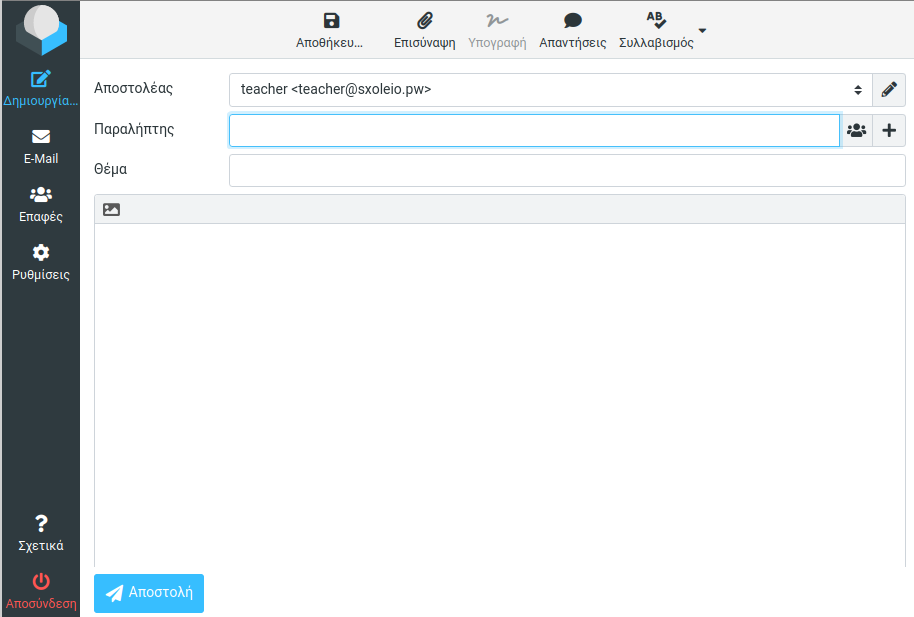 Αποθήκευ...
Επισύναψη
Υπογραφή
Απαντήσεις
AB
Συλλαβισμός
Δημιουργία...
E-Mail
Επαφές
Ρυθμίσεις
Σχετικά
Αποσύνδεση
Αποστολέας
teacher <teacher@sxoleio.pw>
Παραλήπτης
Θέμα
Αποστολή